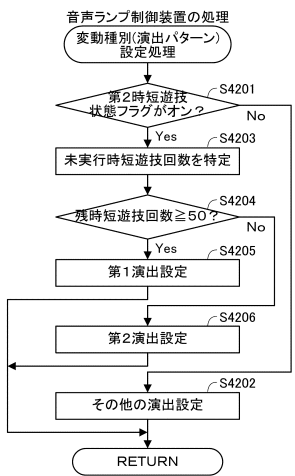 音声ランプ制御装置の処理
変動種別(演出パターン)
設定処理
S4201
第2時短遊技
状態フラグがオン?
No
Yes
S4203
未実行時短遊技回数を特定
S4204
残時短遊技回数≧50?
No
Yes
S4205
第1演出設定
S4206
第2演出設定
S4202
その他の演出設定
RETURN